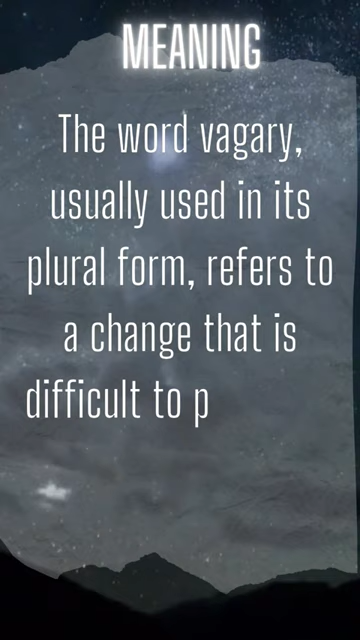 MEANING
The word vagary,
usually used in its
plural form, refers to
a change that is
difficult to p